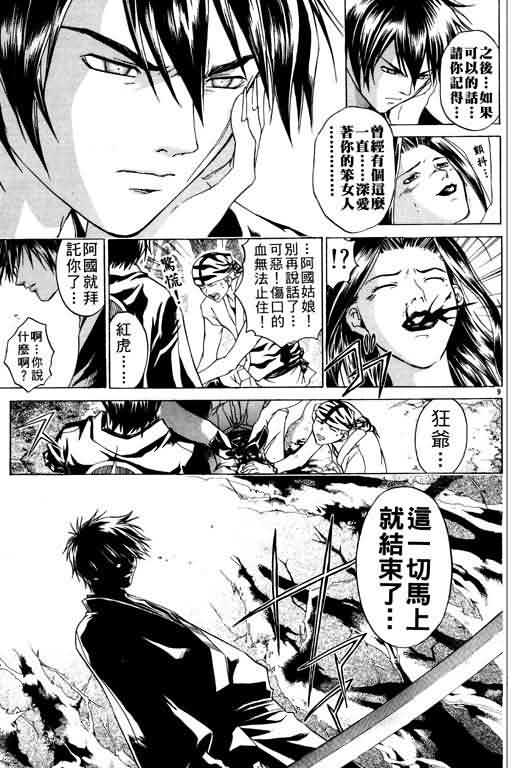 之後…如果
可以的話…
請你記得…
曾經有個這麼
一直……深愛
著你的笨女人
顫抖…
!?
…阿國姑娘！
別再說話了…
可惡！傷口的
血無法止住！
驚慌！
紅虎……
阿國就拜
託你了…
啊…你說
什麼啊？
9
狂爺…
這一切馬上
就結束了…